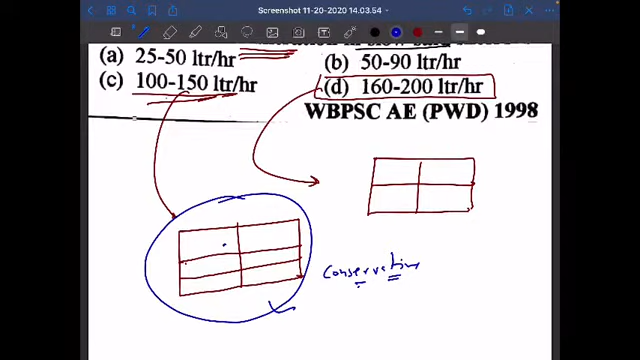 Screenshot 11-20-2020 14.03.54
(a) 25-50 ltr/hr
(b) 50-90 ltr/hr
(c) 100-150 ltr/hr
(d) 160-200 ltr/hr
WBPSC AE (PWD) 1998
Conservative